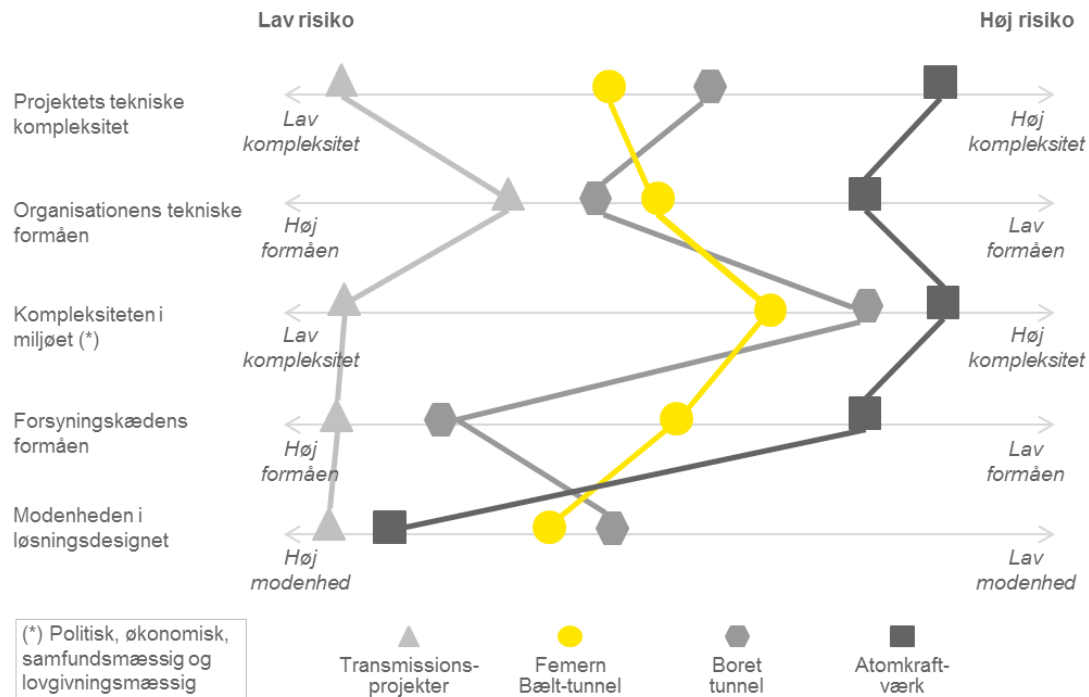 Lav risiko
Høj risiko
Projektets tekniske
kompleksitet
Lav
kompleksitet
Høj
kompleksitet
Organisationens tekniske
formåen
Høj
formåen
Lav
formåen
Kompleksiteten i
miljøet (*)
Lav
kompleksitet
Høj
kompleksitet
Forsyningskædens
formåen
Høj
formåen
Lav
formåen
Modenheden i
løsningsdesignet
Høj
modenhed
Lav
modenhed
(*) Politisk, økonomisk,
samfundsmæssig og
lovgivningsmæssig
Transmissions-
projekter
Femern
Bælt-tunnel
Boret
tunnel
Atomkraft-
værk